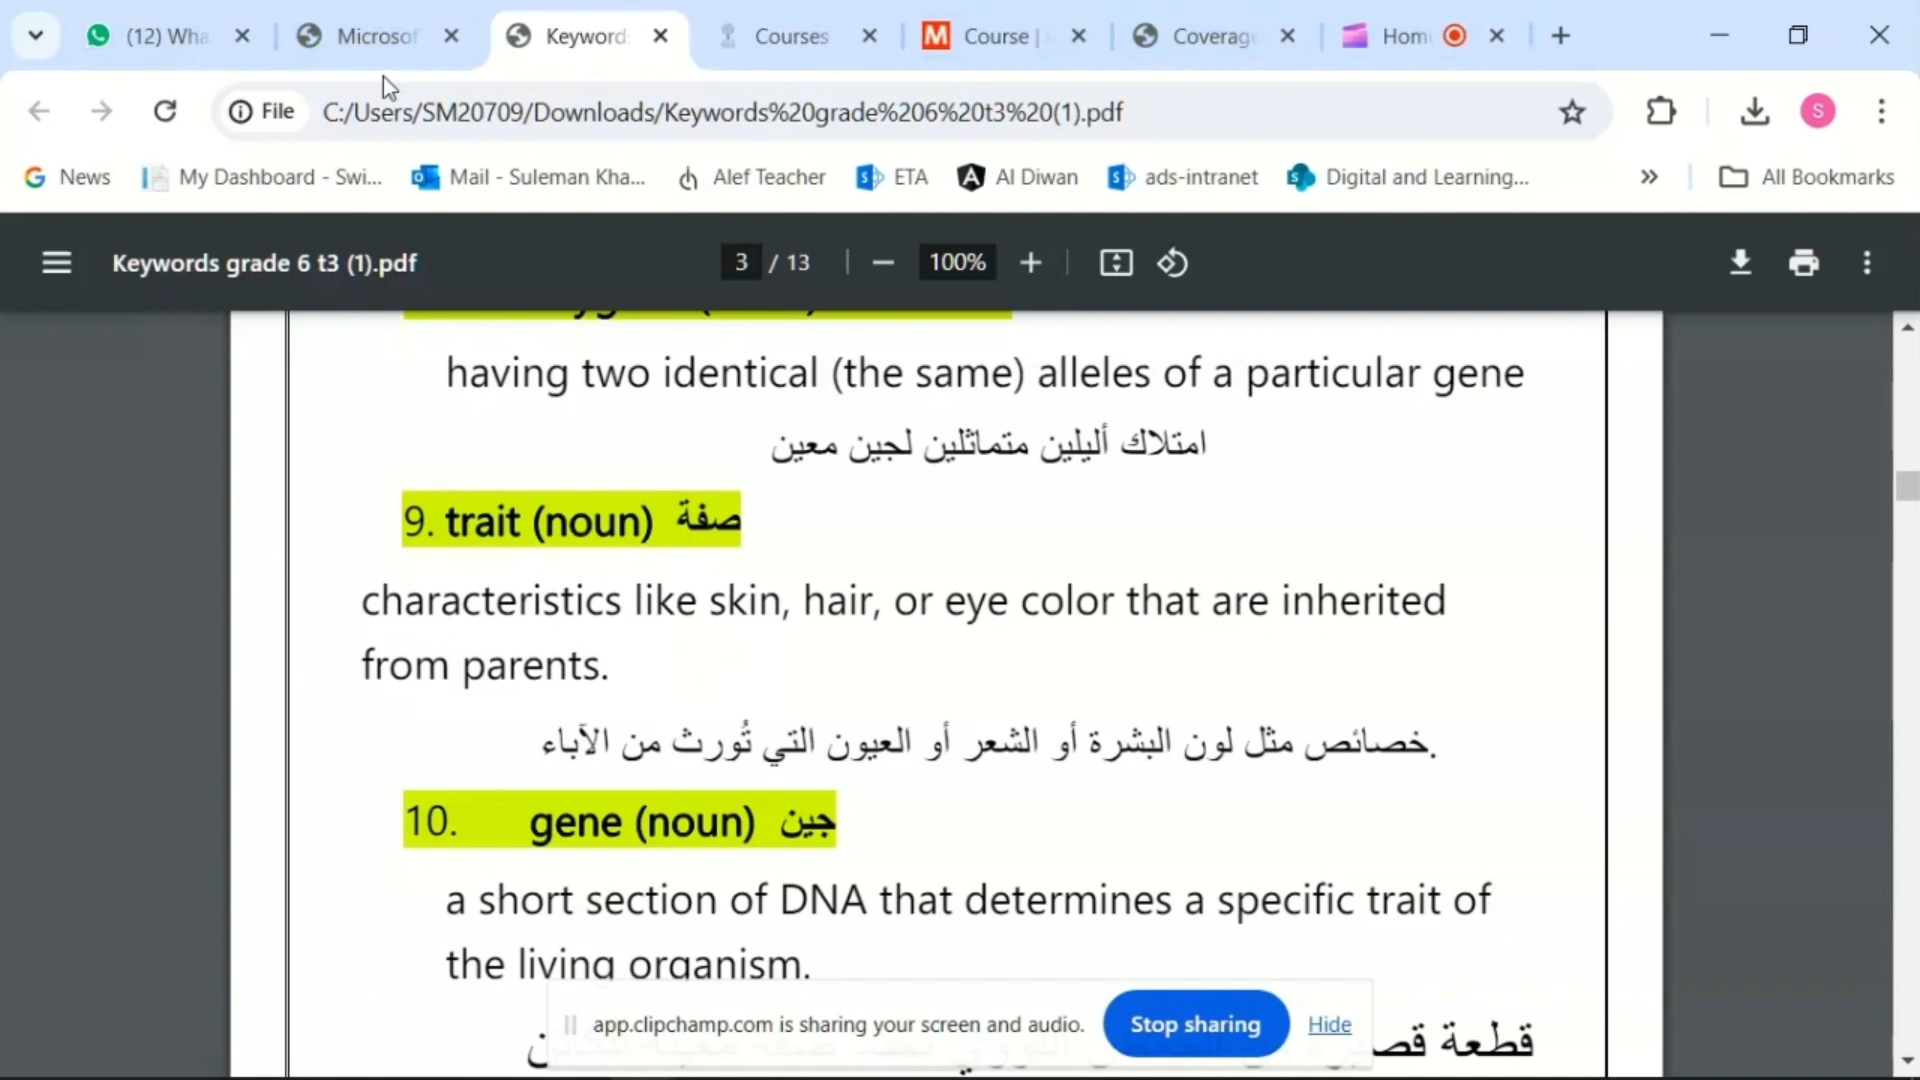 (12) Wha
Microsof
Keyword
Courses
Course |
Coverag
Hom
File
C:/Users/SM20709/Downloads/Keywords%20grade%206%20t3%20(1).pdf
S
News
My Dashboard - Swi...
Mail - Suleman Kha...
Alef Teacher
ETA
Al Diwan
ads-intranet
Digital and Learning...
All Bookmarks
Keywords grade 6 t3 (1).pdf
3 / 13
100%
having two identical (the same) alleles of a particular gene
امتلاك أليلين متماثلين لجين معين
9. trait (noun) صفة
characteristics like skin, hair, or eye color that are inherited
from parents.
خصائص مثل لون البشرة أو الشعر أو العيون التي تُورث من الآباء.
10. gene (noun) جين
a short section of DNA that determines a specific trait of
the living organism.
app.clipchamp.com is sharing your screen and audio.
Stop sharing
Hide
قطعة